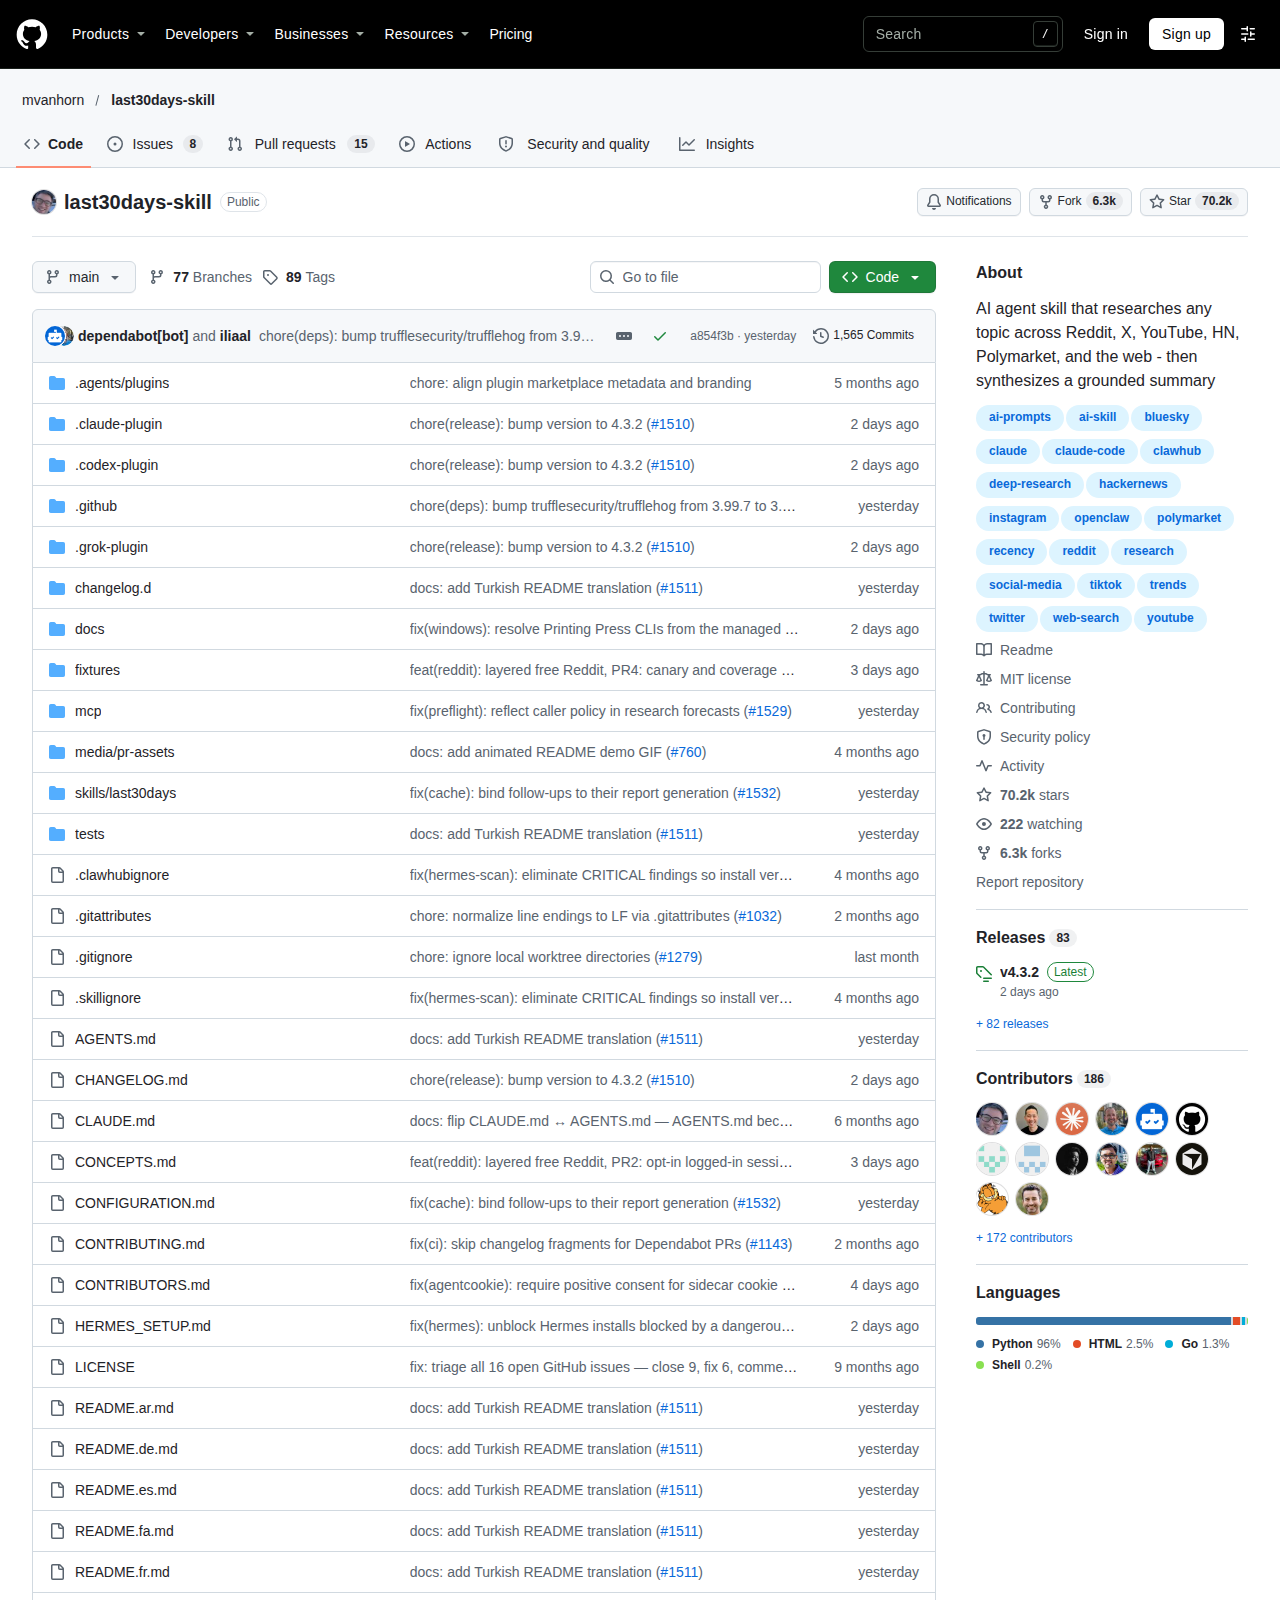 Products Developers Businesses Resources Pricing Search / Sign in Sign up
mvanhorn / last30days-skill
Code Issues 8 Pull requests 15 Actions Security and quality Insights
last30days-skill Public Notifications Fork 6.3k Star 70.2k
main 77 Branches 89 Tags Go to file Code
dependabot[bot] and iliaal chore(deps): bump trufflesecurity/trufflehog from 3.9… a854f3b · yesterday 1,565 Commits
.agents/plugins chore: align plugin marketplace metadata and branding 5 months ago
.claude-plugin chore(release): bump version to 4.3.2 (#1510) 2 days ago
.codex-plugin chore(release): bump version to 4.3.2 (#1510) 2 days ago
.github chore(deps): bump trufflesecurity/trufflehog from 3.99.7 to 3.… yesterday
.grok-plugin chore(release): bump version to 4.3.2 (#1510) 2 days ago
changelog.d docs: add Turkish README translation (#1511) yesterday
docs fix(windows): resolve Printing Press CLIs from the managed … 2 days ago
fixtures feat(reddit): layered free Reddit, PR4: canary and coverage … 3 days ago
mcp fix(preflight): reflect caller policy in research forecasts (#1529) yesterday
media/pr-assets docs: add animated README demo GIF (#760) 4 months ago
skills/last30days fix(cache): bind follow-ups to their report generation (#1532) yesterday
tests docs: add Turkish README translation (#1511) yesterday
.clawhubignore fix(hermes-scan): eliminate CRITICAL findings so install ver… 4 months ago
.gitattributes chore: normalize line endings to LF via .gitattributes (#1032) 2 months ago
.gitignore chore: ignore local worktree directories (#1279) last month
.skillignore fix(hermes-scan): eliminate CRITICAL findings so install ver… 4 months ago
AGENTS.md docs: add Turkish README translation (#1511) yesterday
CHANGELOG.md chore(release): bump version to 4.3.2 (#1510) 2 days ago
CLAUDE.md docs: flip CLAUDE.md ↔ AGENTS.md — AGENTS.md bec… 6 months ago
CONCEPTS.md feat(reddit): layered free Reddit, PR2: opt-in logged-in sessi… 3 days ago
CONFIGURATION.md fix(cache): bind follow-ups to their report generation (#1532) yesterday
CONTRIBUTING.md fix(ci): skip changelog fragments for Dependabot PRs (#1143) 2 months ago
CONTRIBUTORS.md fix(agentcookie): require positive consent for sidecar cookie … 4 days ago
HERMES_SETUP.md fix(hermes): unblock Hermes installs blocked by a dangerou… 2 days ago
LICENSE fix: triage all 16 open GitHub issues — close 9, fix 6, comme… 9 months ago
README.ar.md docs: add Turkish README translation (#1511) yesterday
README.de.md docs: add Turkish README translation (#1511) yesterday
README.es.md docs: add Turkish README translation (#1511) yesterday
README.fa.md docs: add Turkish README translation (#1511) yesterday
README.fr.md docs: add Turkish README translation (#1511) yesterday
About
AI agent skill that researches any
topic across Reddit, X, YouTube, HN,
Polymarket, and the web - then
synthesizes a grounded summary
ai-prompts ai-skill bluesky
claude claude-code clawhub
deep-research hackernews
instagram openclaw polymarket
recency reddit research
social-media tiktok trends
twitter web-search youtube
Readme
MIT license
Contributing
Security policy
Activity
70.2k stars
222 watching
6.3k forks
Report repository
Releases 83
v4.3.2 Latest
2 days ago
+ 82 releases
Contributors 186
+ 172 contributors
Languages
Python 96% HTML 2.5% Go 1.3%
Shell 0.2%